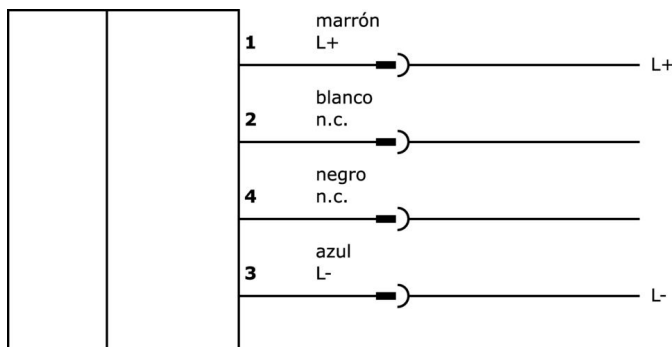 marrón
1 L+
L+
blanco
2 n.c.
negro
4 n.c.
azul
3 L-
L-